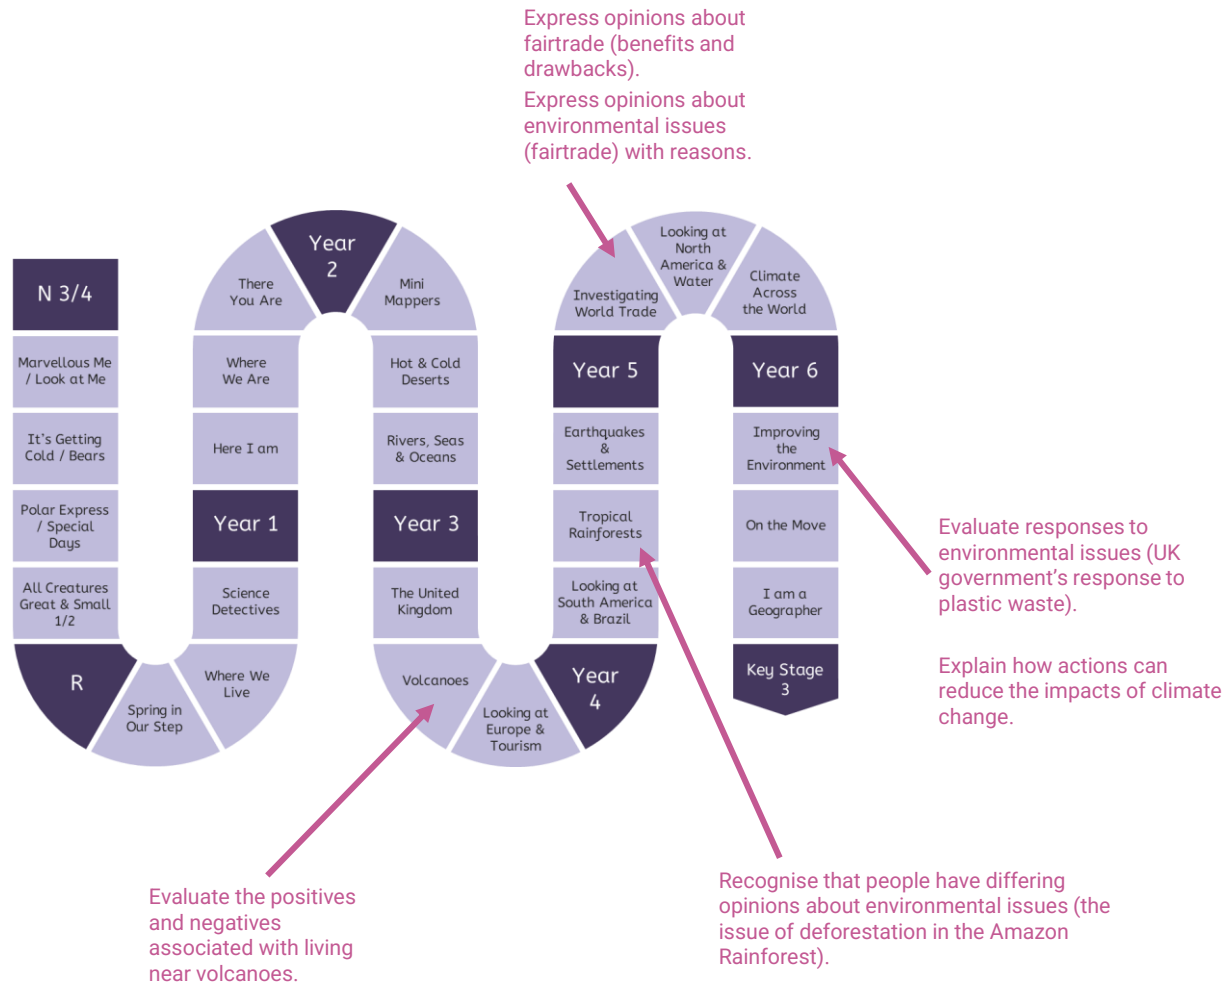 Express opinions about
fairtrade (benefits and
drawbacks).
Express opinions about
environmental issues
(fairtrade) with reasons.
N 3/4
Marvellous Me
/ Look at Me
It's Getting
Cold / Bears
Polar Express
/ Special
Days
All Creatures
Great & Small
1/2
R
Spring in
Our Step
Where We
Live
Science
Detectives
Year 1
Here I am
Where
We Are
There
You Are
Year
2
Mini
Mappers
Hot & Cold
Deserts
Rivers, Seas
& Oceans
Year 3
The United
Kingdom
Volcanoes
Looking at
Europe &
Tourism
Year
4
Looking at
South America
& Brazil
Tropical
Rainforests
Earthquakes
&
Settlements
Year 5
Investigating
World Trade
Looking at
North
America &
Water
Climate
Across
the World
Year 6
Improving
the
Environment
On the Move
I am a
Geographer
Key Stage
3
Evaluate responses to
environmental issues (UK
government's response to
plastic waste).
Explain how actions can
reduce the impacts of climate
change.
Evaluate the positives
and negatives
associated with living
near volcanoes.
Recognise that people have differing
opinions about environmental issues (the
issue of deforestation in the Amazon
Rainforest).